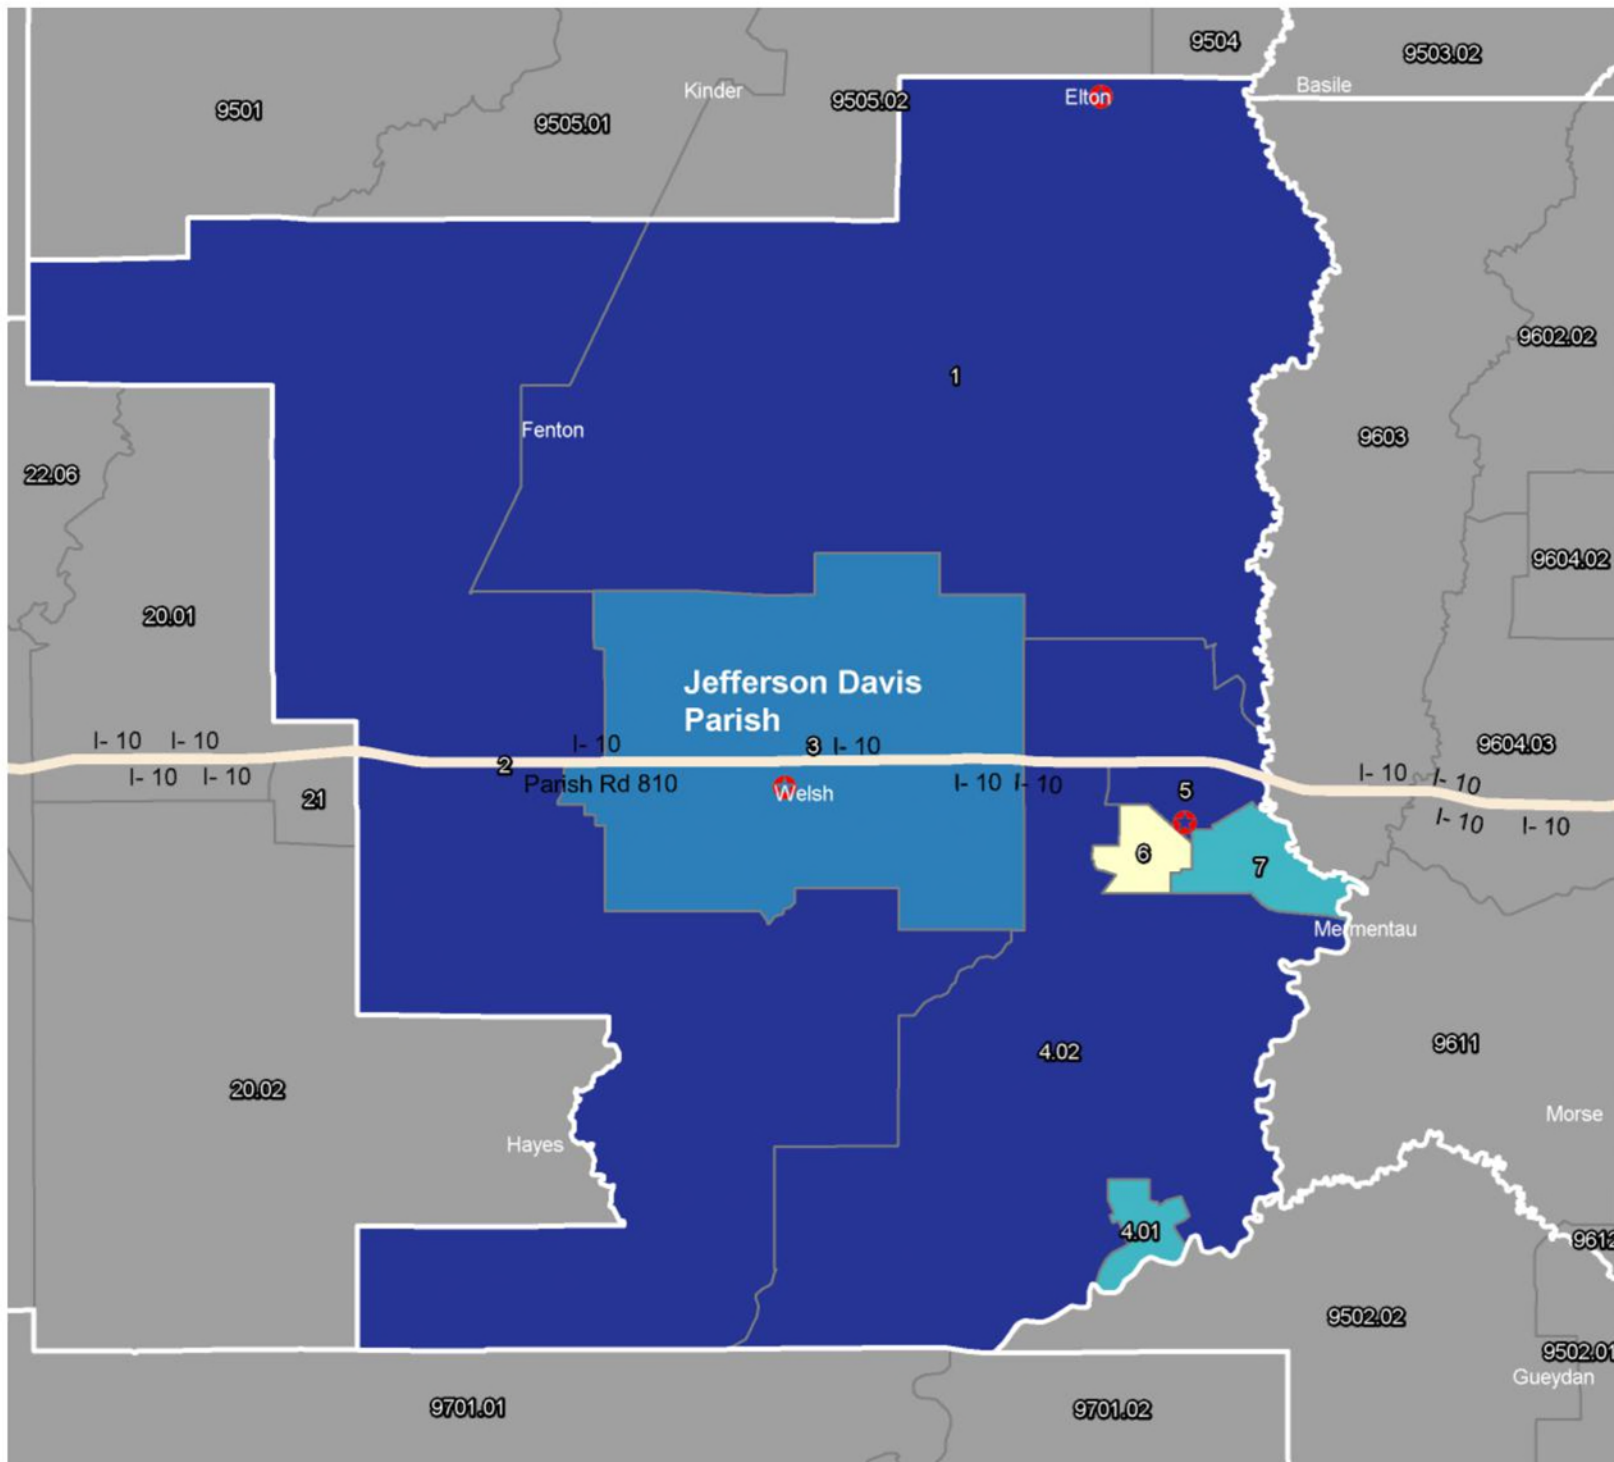 9504
9503.02
Kinder
Basile
9501
9505.02
Elton
9505.01
9602.02
1
Fenton
9603
22.06
9604.02
20.01
Jefferson Davis
Parish
I- 10 I- 10
I- 10
3
I- 10
9604.03
2
I- 10 I- 10
Parish Rd 810
I- 10 I- 10
I- 10
I- 10
21
Welsh
5
I- 10
I- 10
6
7
Mermentau
9611
4.02
20.02
Morse
Hayes
4.01
9612
9502.02
9502.01
Gueydan
9701.01
9701.02